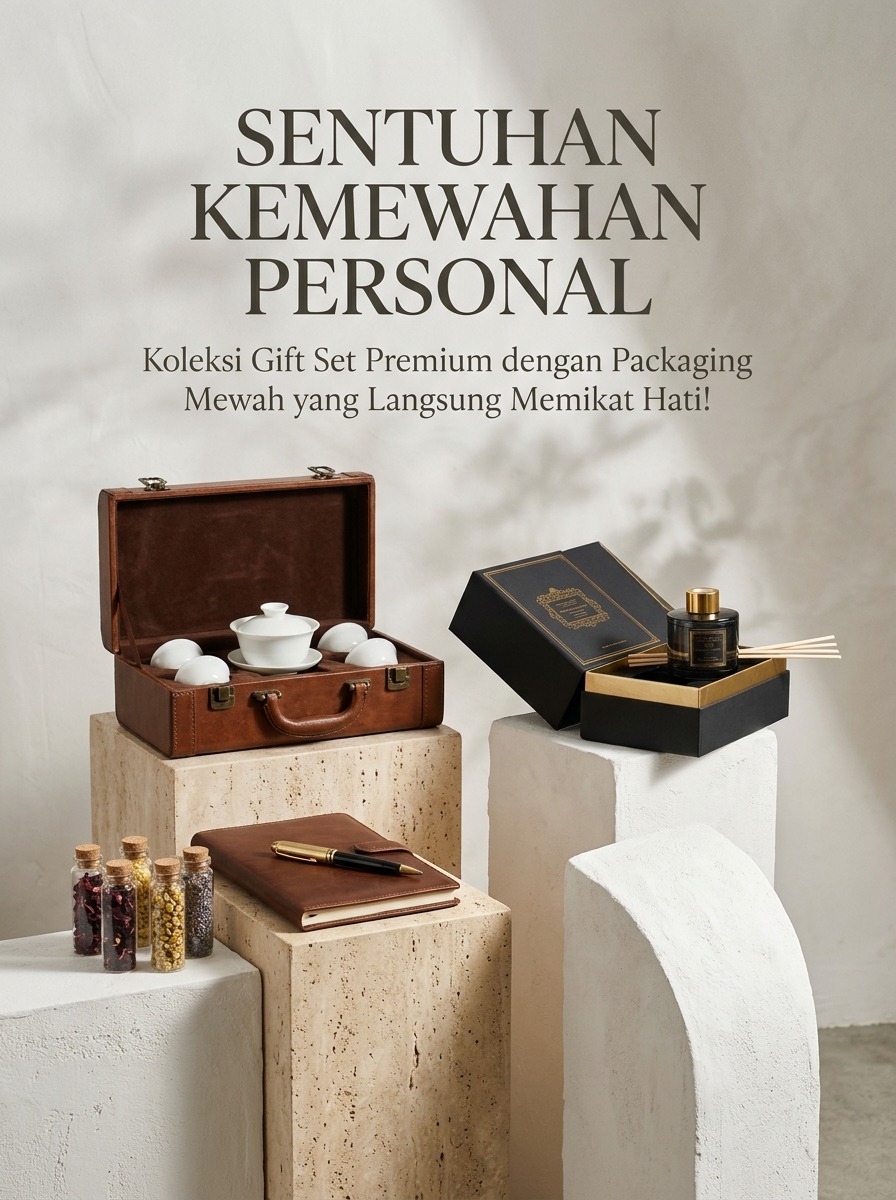 SENTUHAN
KEMEWAHAN
PERSONAL
Koleksi Gift Set Premium dengan Packaging
Mewah yang Langsung Memikat Hati!